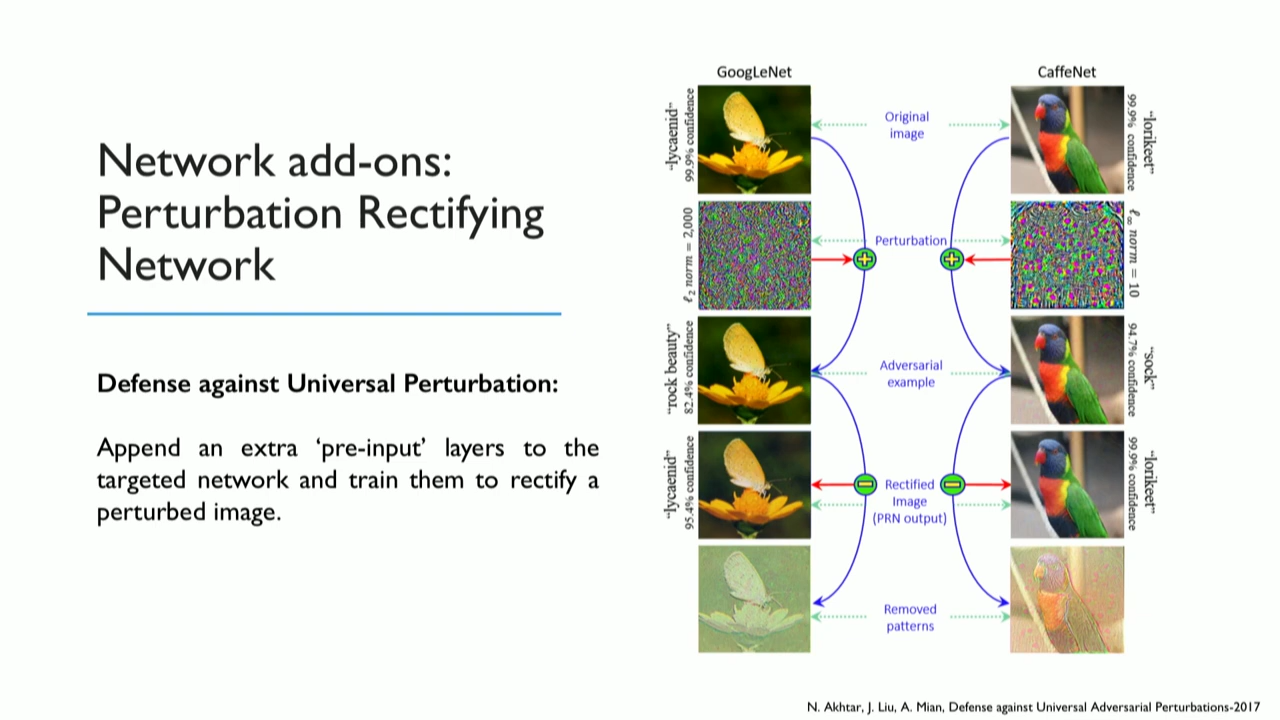 Network add-ons:
Perturbation Rectifying
Network
Defense against Universal Perturbation:
Append an extra ‘pre-input’ layers to the
targeted network and train them to rectify a
perturbed image.
GoogLeNet
CaffeNet
“lycaenid”
99.9% confidence
Original
image
99.9% confidence
“lorikeet”
ℓ2 norm = 2,000
Perturbation
ℓ∞ norm = 10
“rock beauty”
82.4% confidence
Adversarial
example
94.7% confidence
“sock”
“lycaenid”
95.4% confidence
Rectified
Image
(PRN output)
99.9% confidence
“lorikeet”
Removed
patterns
N. Akhtar, J. Liu, A. Mian, Defense against Universal Adversarial Perturbations-2017